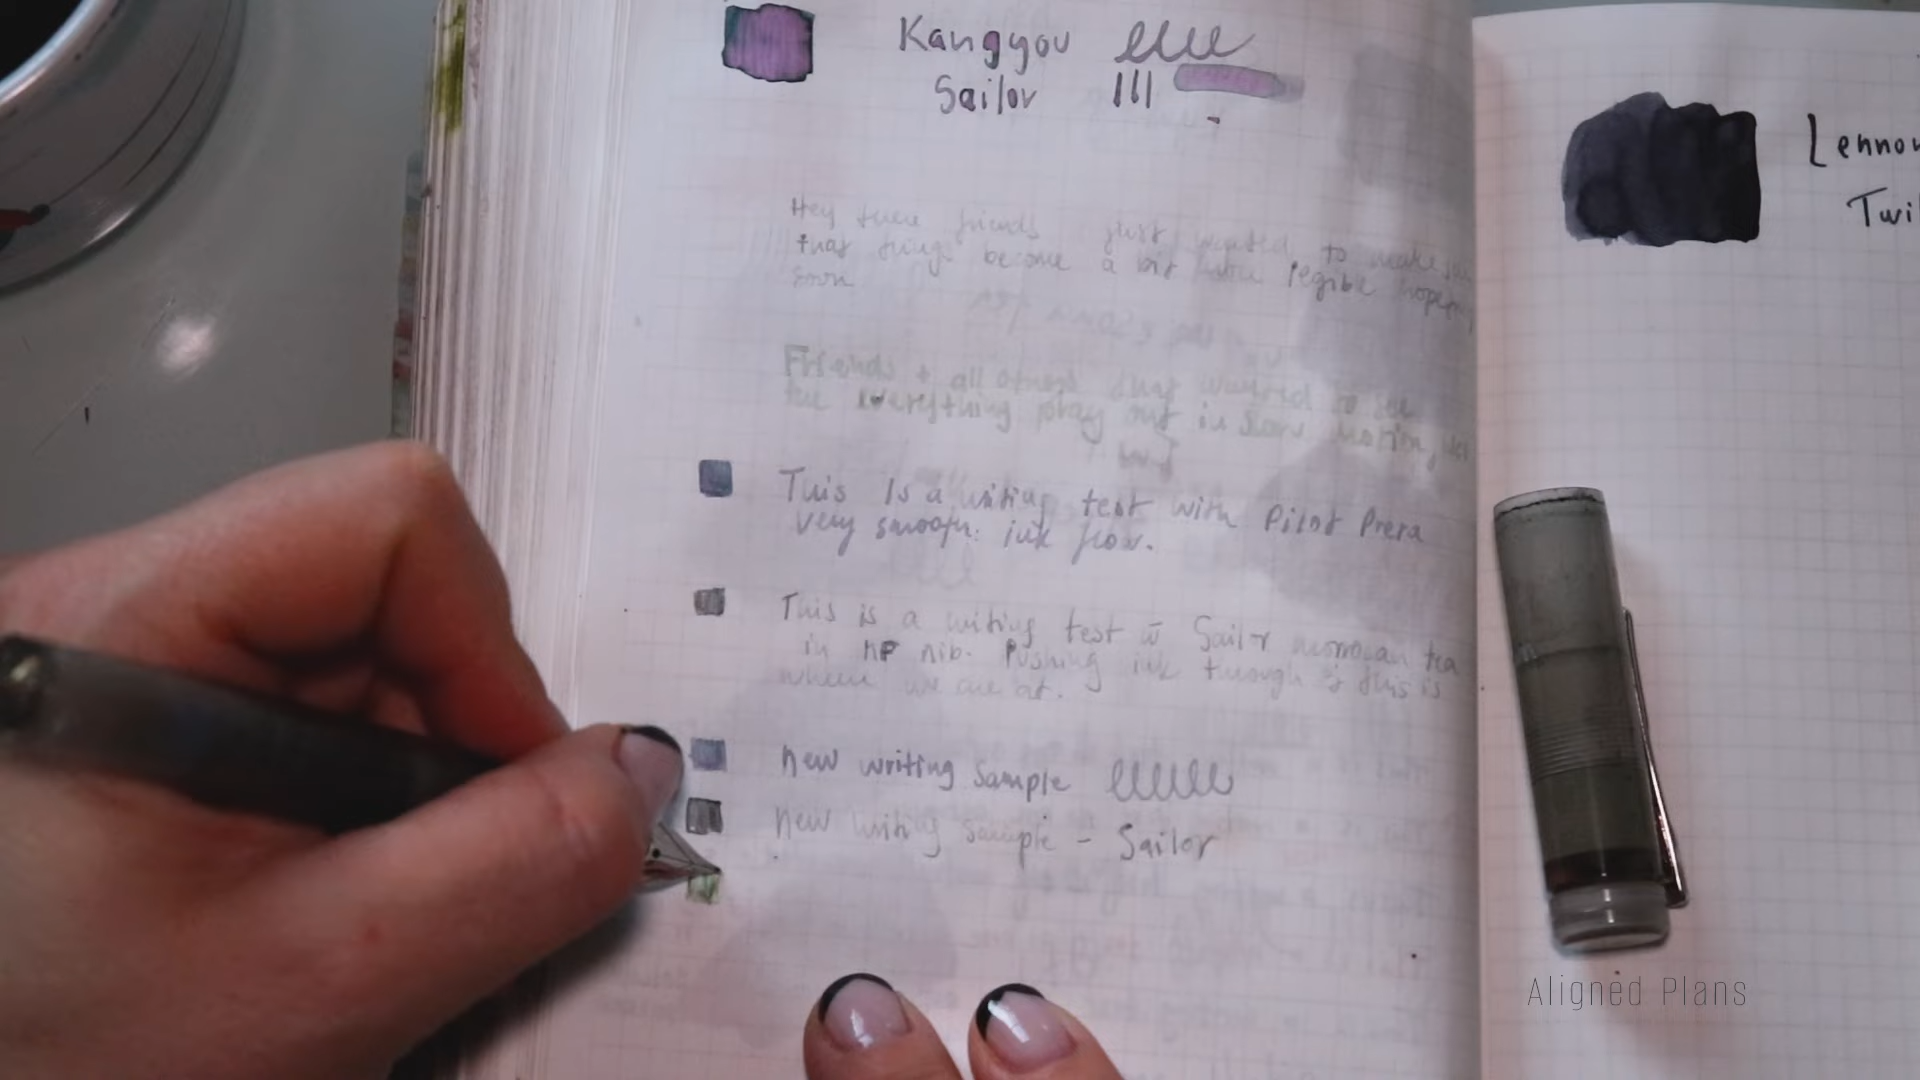 Kangyou
Sailor
Hey there friends just wanted to make
that things become a bit more legible
soon
Friends + all others that wanted to see
the everything play out in slow motion,
This is a writing test with Pilot Prera
very smooth: ink flow.
This is a writing test w Sailor moroccan tea
in MF nib. Pushing ink through & this is
where we are at.
new writing sample
new writing sample - Sailor
Lennon
Twi
Aligned Plans